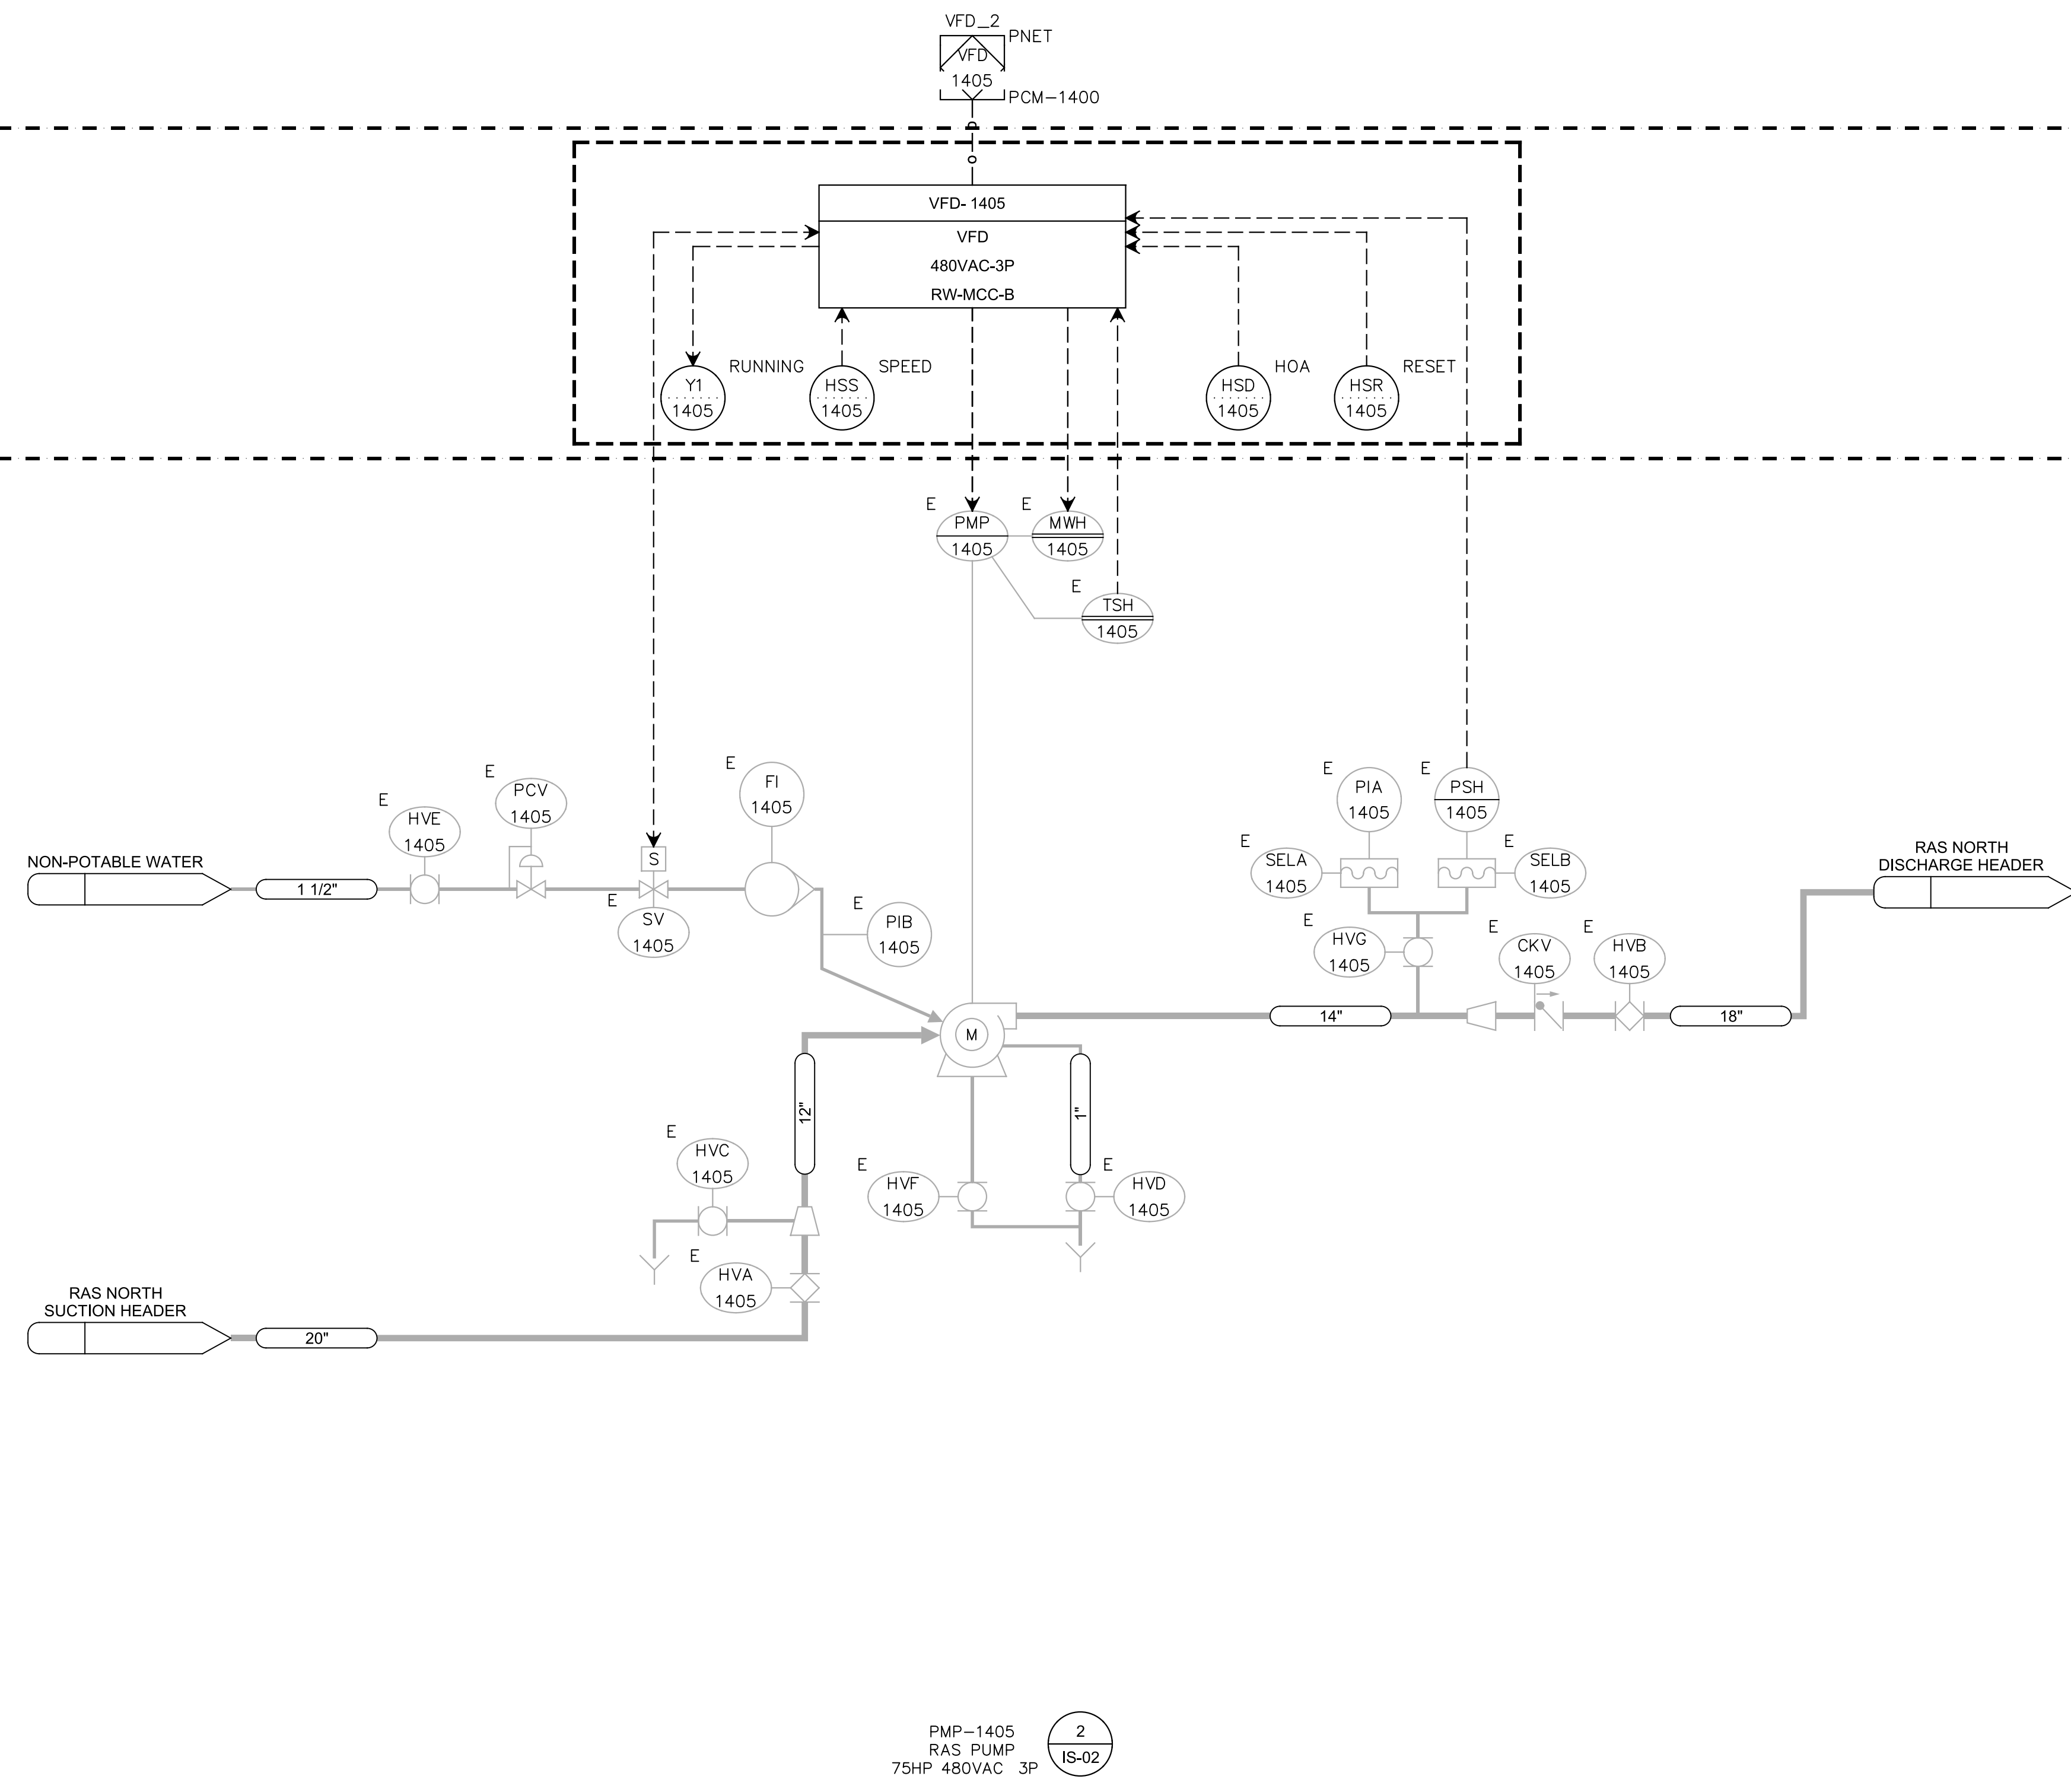 VFD_2
PNET
VFD
1405
PCM-1400
VFD- 1405
VFD
480VAC-3P
RW-MCC-B
Y1
1405
RUNNING
HSS
1405
SPEED
HSD
1405
HOA
HSR
1405
RESET
E
PMP
1405
E
MWH
1405
E
TSH
1405
NON-POTABLE WATER
1 1/2"
E
HVE
1405
E
PCV
1405
S
E
SV
1405
E
FI
1405
E
PIB
1405
E
PIA
1405
E
PSH
1405
E
SELA
1405
E
SELB
1405
E
HVG
1405
E
CKV
1405
E
HVB
1405
RAS NORTH
DISCHARGE HEADER
M
14"
18"
12"
1"
E
HVC
1405
E
HVF
1405
E
HVD
1405
E
HVA
1405
RAS NORTH
SUCTION HEADER
20"
PMP-1405
RAS PUMP
75HP 480VAC 3P
2
IS-02